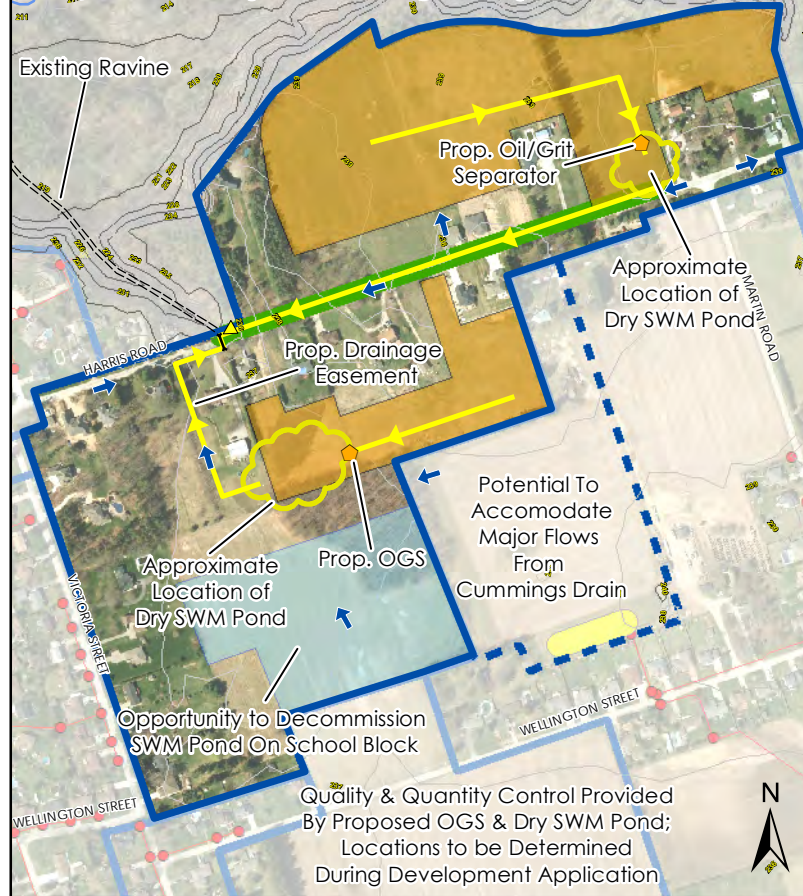 Existing Ravine
Prop. Oil/Grit
Separator
239
Approximate
Location of
Dry SWM Pond
MARTIN ROAD
HARRIS ROAD
Prop. Drainage
Easement
Potential To
Accomodate
Major Flows
From
Cummings Drain
Approximate
Location of
Dry SWM Pond
Prop. OGS
VICTORIA STREET
Opportunity to Decommission
SWM Pond On School Block
WELLINGTON STREET
WELLINGTON STREET
Quality & Quantity Control Provided
By Proposed OGS & Dry SWM Pond;
Locations to be Determined
During Development Application
N